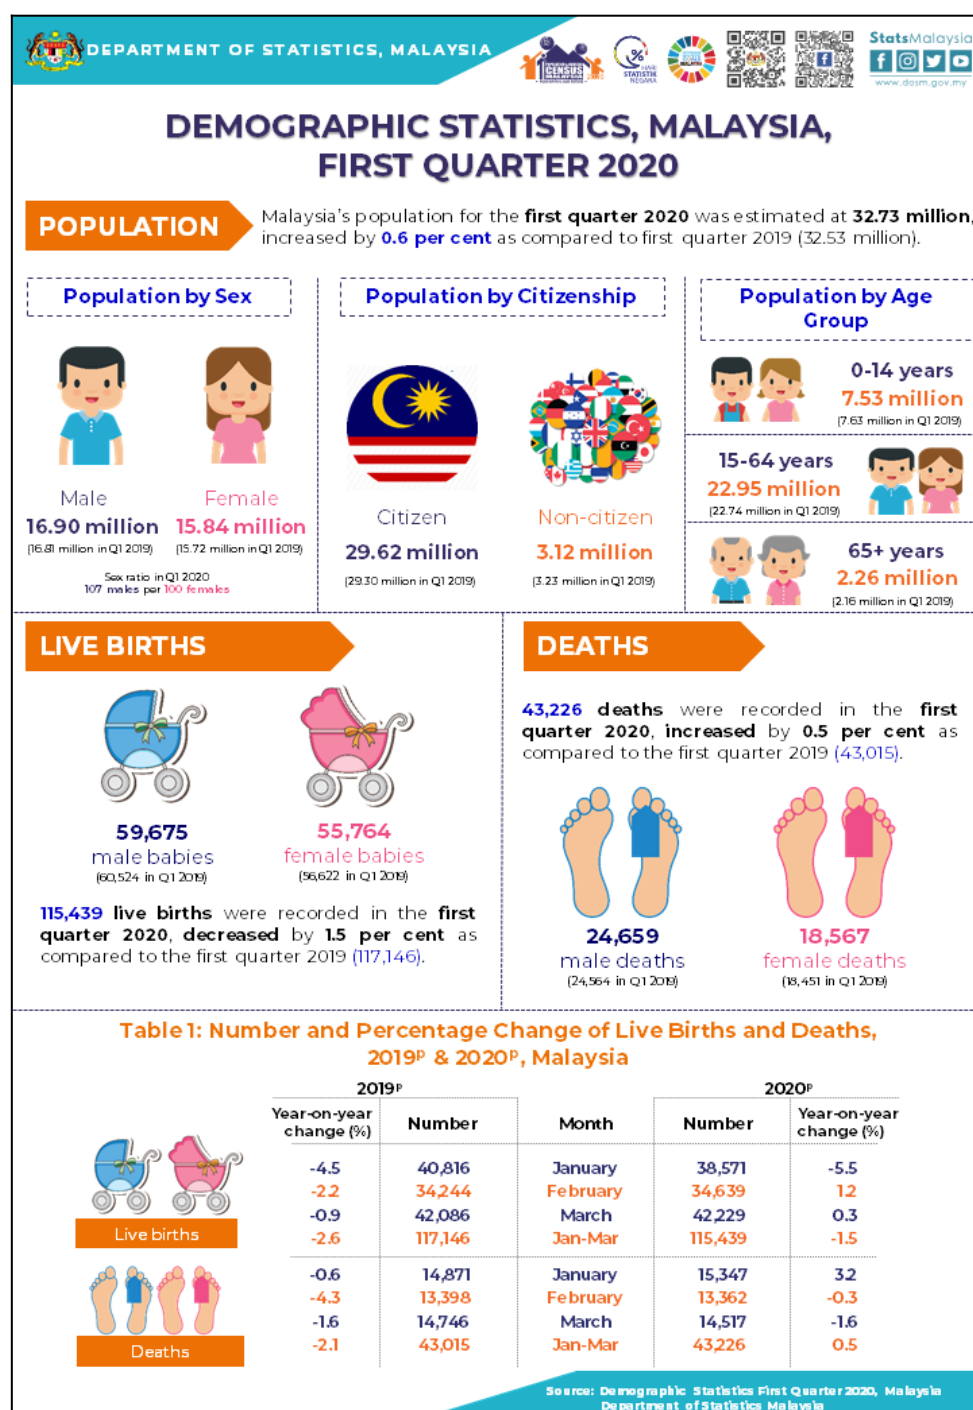 DEPARTMENT OF STATISTICS, MALAYSIA
CENSUS
HARI
STATISTIK
NEGARA
StatsMalaysia
www.dosm.gov.my
DEMOGRAPHIC STATISTICS, MALAYSIA,
FIRST QUARTER 2020
POPULATION
Malaysia's population for the first quarter 2020 was estimated at 32.73 million,
increased by 0.6 per cent as compared to first quarter 2019 (32.53 million).
Population by Sex
Male
16.90 million
(16.81 million in Q1 2019)
Female
15.84 million
(15.72 million in Q1 2019)
Sex ratio in Q1 2020
107 males per 100 females
Population by Citizenship
Citizen
29.62 million
(29.30 million in Q1 2019)
Non-citizen
3.12 million
(3.23 million in Q1 2019)
Population by Age
Group
0-14 years
7.53 million
(7.63 million in Q1 2019)
15-64 years
22.95 million
(22.74 million in Q1 2019)
65+ years
2.26 million
(2.16 million in Q1 2019)
LIVE BIRTHS
59,675
male babies
(60,524 in Q1 2019)
55,764
female babies
(56,622 in Q1 2019)
115,439 live births were recorded in the first
quarter 2020, decreased by 1.5 per cent as
compared to the first quarter 2019 (117,146).
DEATHS
43,226 deaths were recorded in the first
quarter 2020, increased by 0.5 per cent as
compared to the first quarter 2019 (43,015).
24,659
male deaths
(24,564 in Q1 2019)
18,567
female deaths
(18,451 in Q1 2019)
Table 1: Number and Percentage Change of Live Births and Deaths,
2019ᵖ & 2020ᵖ, Malaysia
2019ᵖ 2020ᵖ
Year-on-year change (%) Number Month Number Year-on-year change (%)
Live births
-4.5 40,816 January 38,571 -5.5
-2.2 34,244 February 34,639 1.2
-0.9 42,086 March 42,229 0.3
-2.6 117,146 Jan-Mar 115,439 -1.5
Deaths
-0.6 14,871 January 15,347 3.2
-4.3 13,398 February 13,362 -0.3
-1.6 14,746 March 14,517 -1.6
-2.1 43,015 Jan-Mar 43,226 0.5
Source: Demographic Statistics First Quarter 2020, Malaysia
Department of Statistics Malaysia